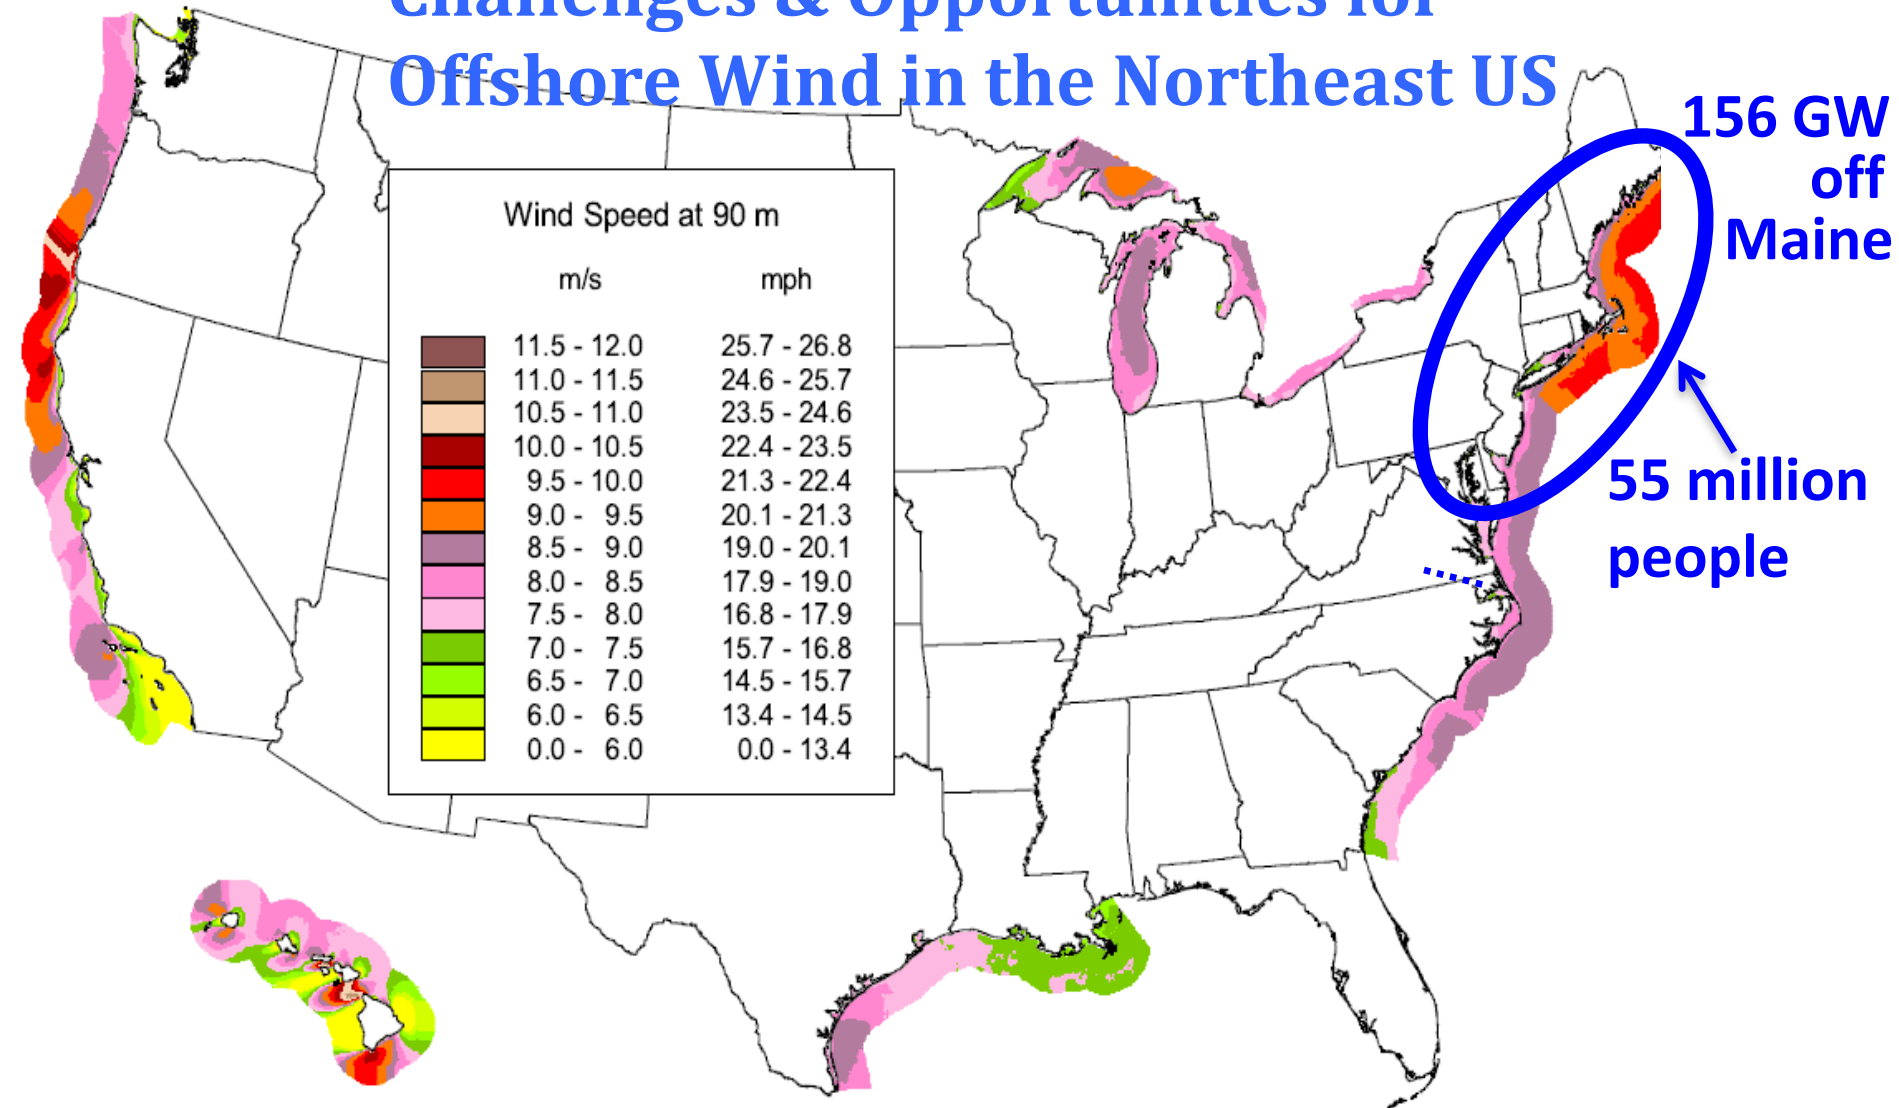 Challenges & Opportunities for
Offshore Wind in the Northeast US
156 GW
off
Maine
Wind Speed at 90 m
m/s mph
11.5 - 12.0 25.7 - 26.8
11.0 - 11.5 24.6 - 25.7
10.5 - 11.0 23.5 - 24.6
10.0 - 10.5 22.4 - 23.5
9.5 - 10.0 21.3 - 22.4
9.0 - 9.5 20.1 - 21.3
8.5 - 9.0 19.0 - 20.1
8.0 - 8.5 17.9 - 19.0
7.5 - 8.0 16.8 - 17.9
7.0 - 7.5 15.7 - 16.8
6.5 - 7.0 14.5 - 15.7
6.0 - 6.5 13.4 - 14.5
0.0 - 6.0 0.0 - 13.4
55 million
people